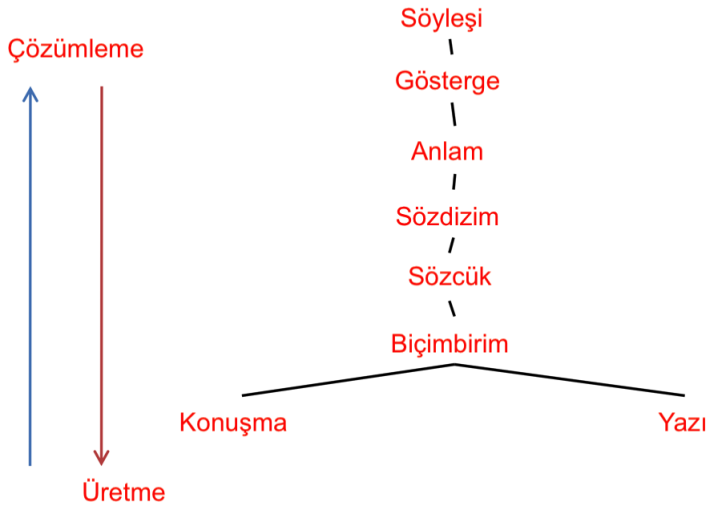 Söyleşi
Çözümleme
Gösterge
Anlam
Sözdizim
Sözcük
Biçimbirim
Konuşma
Yazı
Üretme